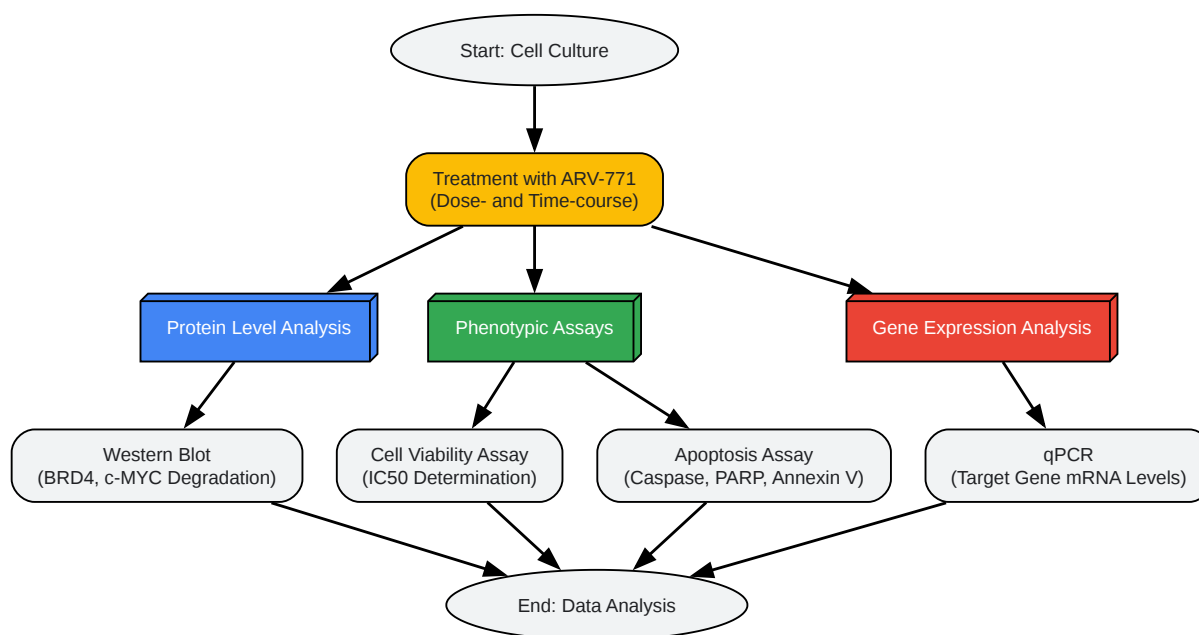 Start: Cell Culture
Treatment with ARV-771
(Dose- and Time-course)
Protein Level Analysis
Phenotypic Assays
Gene Expression Analysis
Western Blot
(BRD4, c-MYC Degradation)
Cell Viability Assay
(IC50 Determination)
Apoptosis Assay
(Caspase, PARP, Annexin V)
qPCR
(Target Gene mRNA Levels)
End: Data Analysis